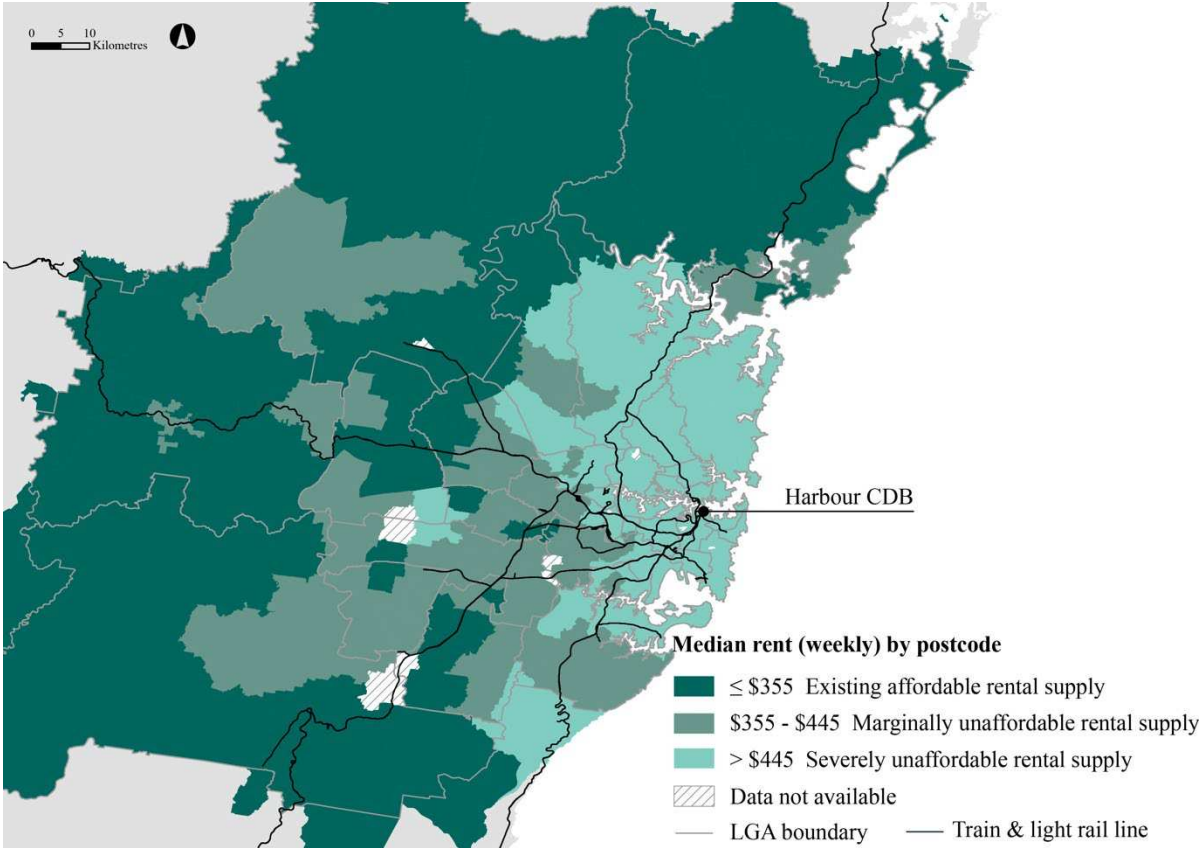 0 5 10
Kilometres
Harbour CDB
Median rent (weekly) by postcode
≤ $355 Existing affordable rental supply
$355 - $445 Marginally unaffordable rental supply
> $445 Severely unaffordable rental supply
Data not available
LGA boundary
Train & light rail line